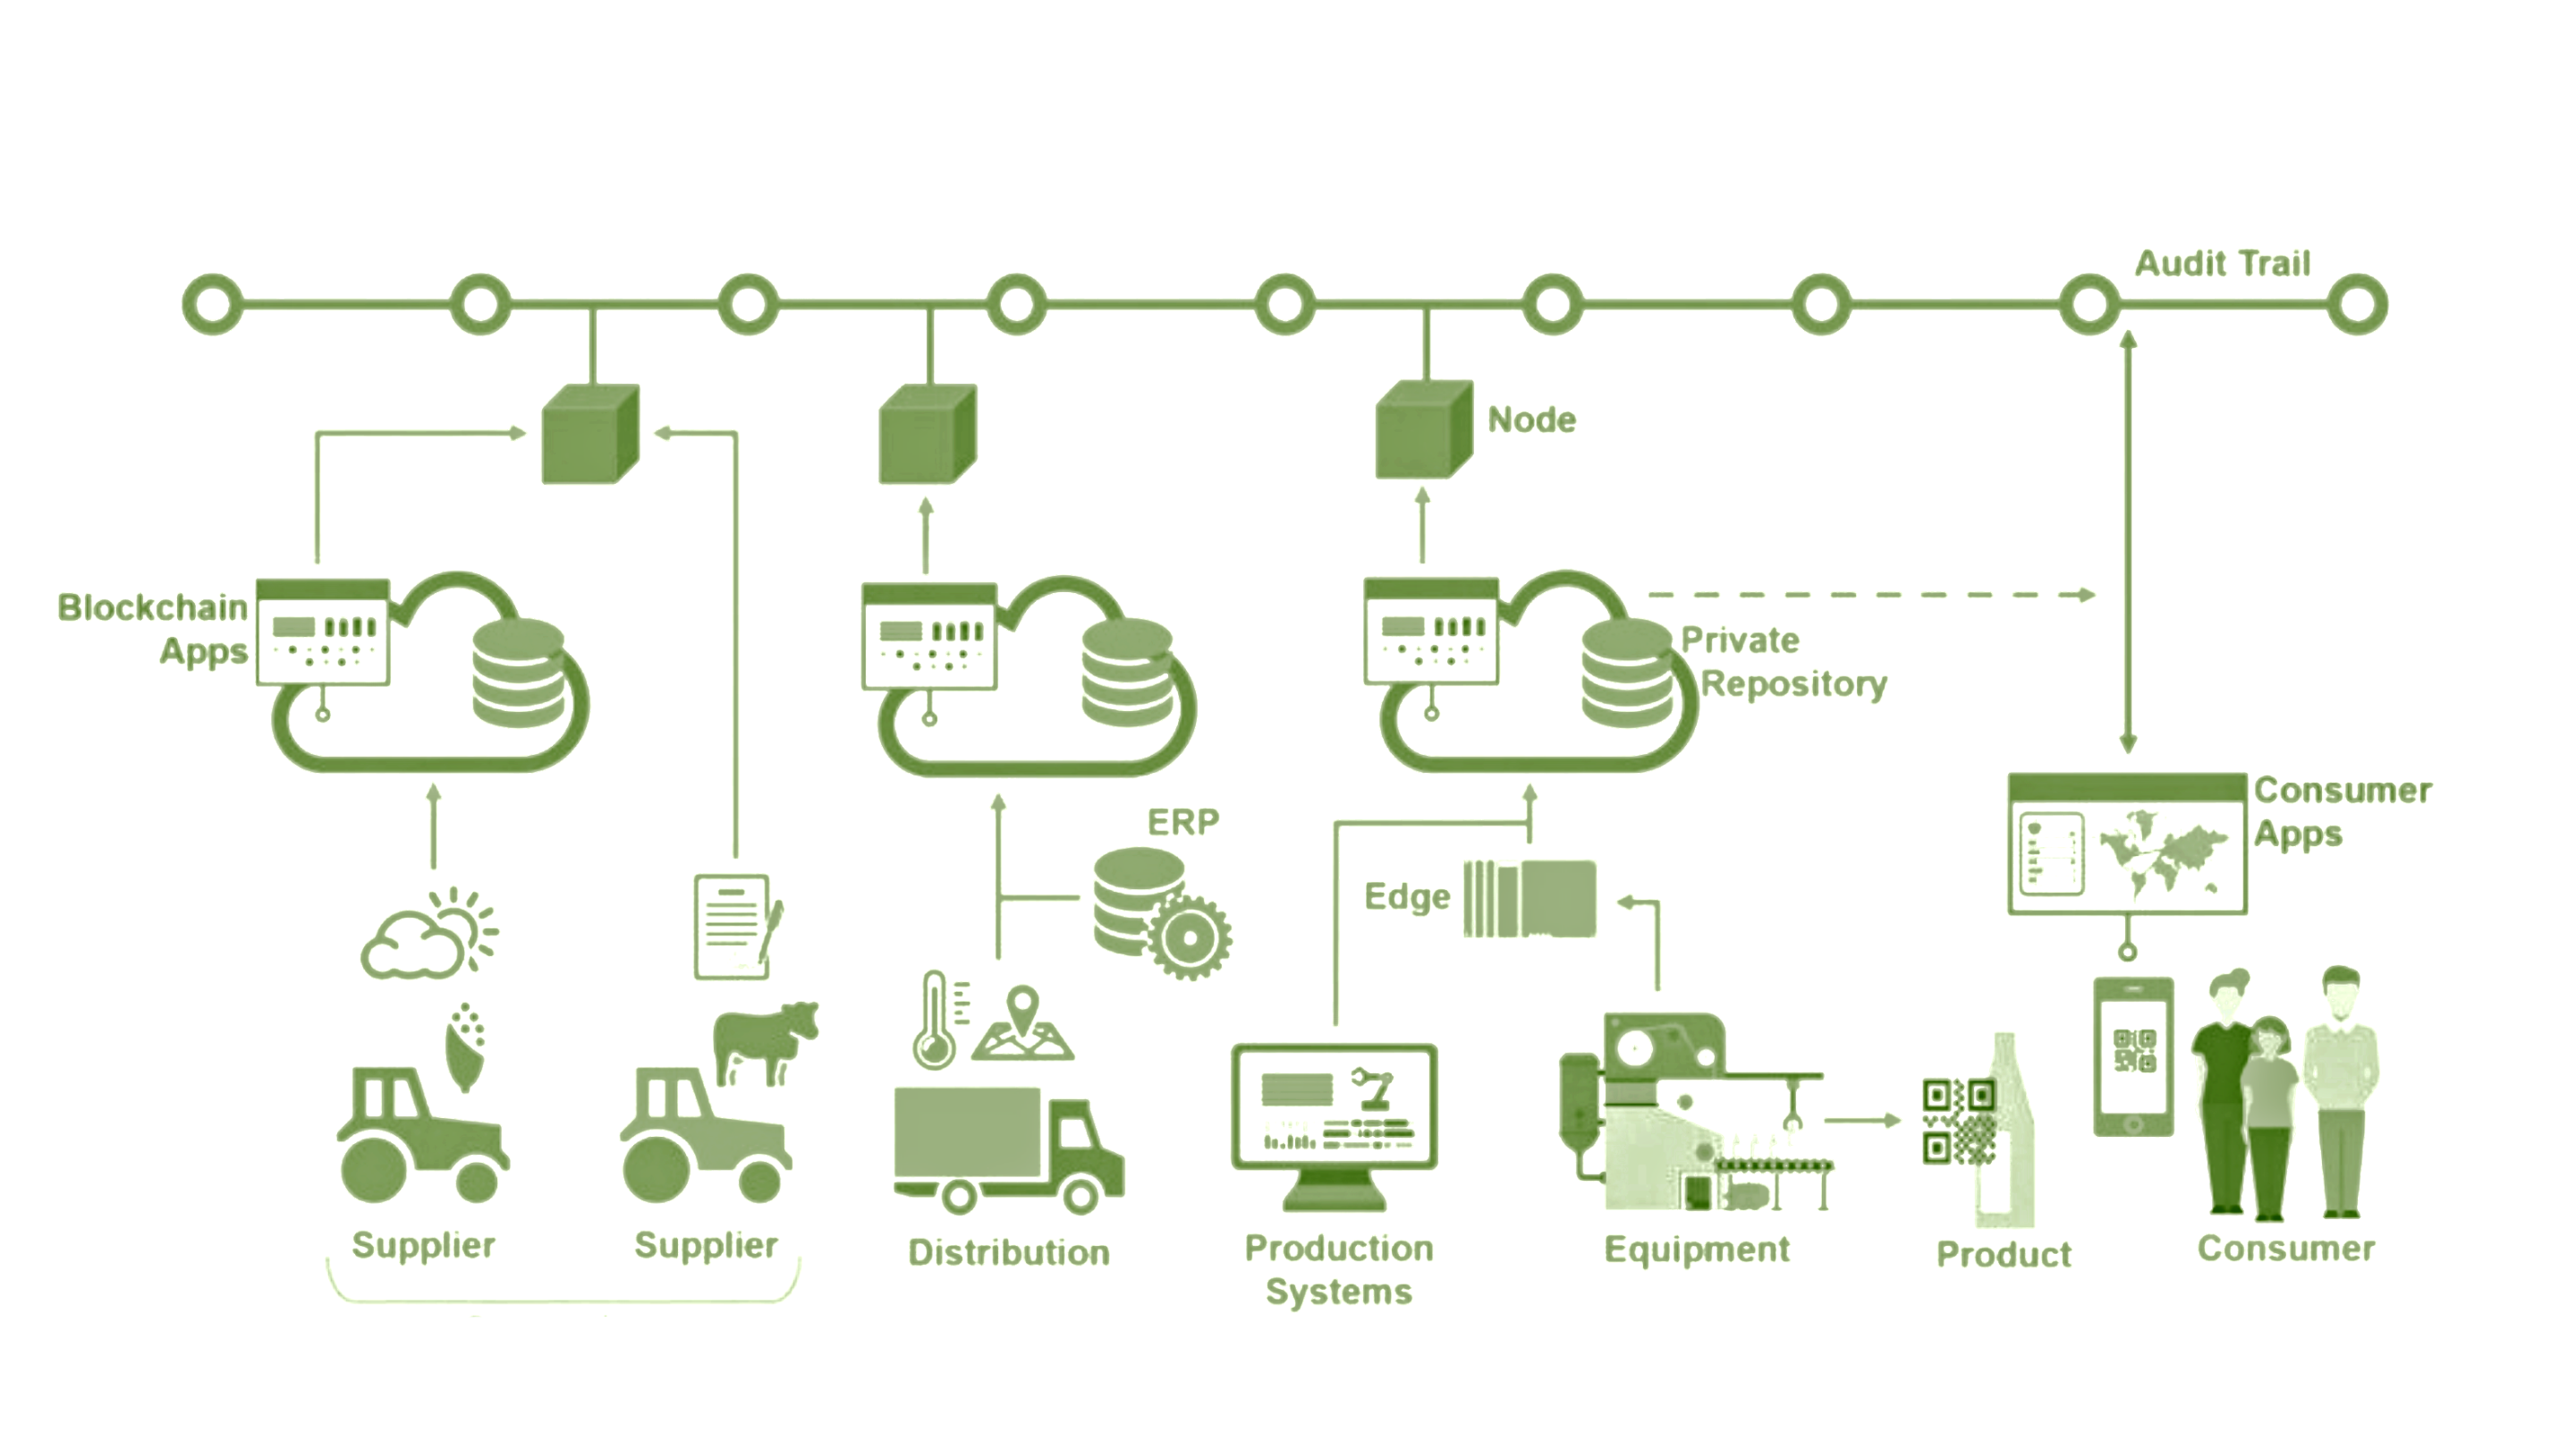 Audit Trail
Node
Blockchain
Apps
Private
Repository
Consumer
Apps
ERP
Edge
Supplier
Supplier
Distribution
Production
Systems
Equipment
Product
Consumer